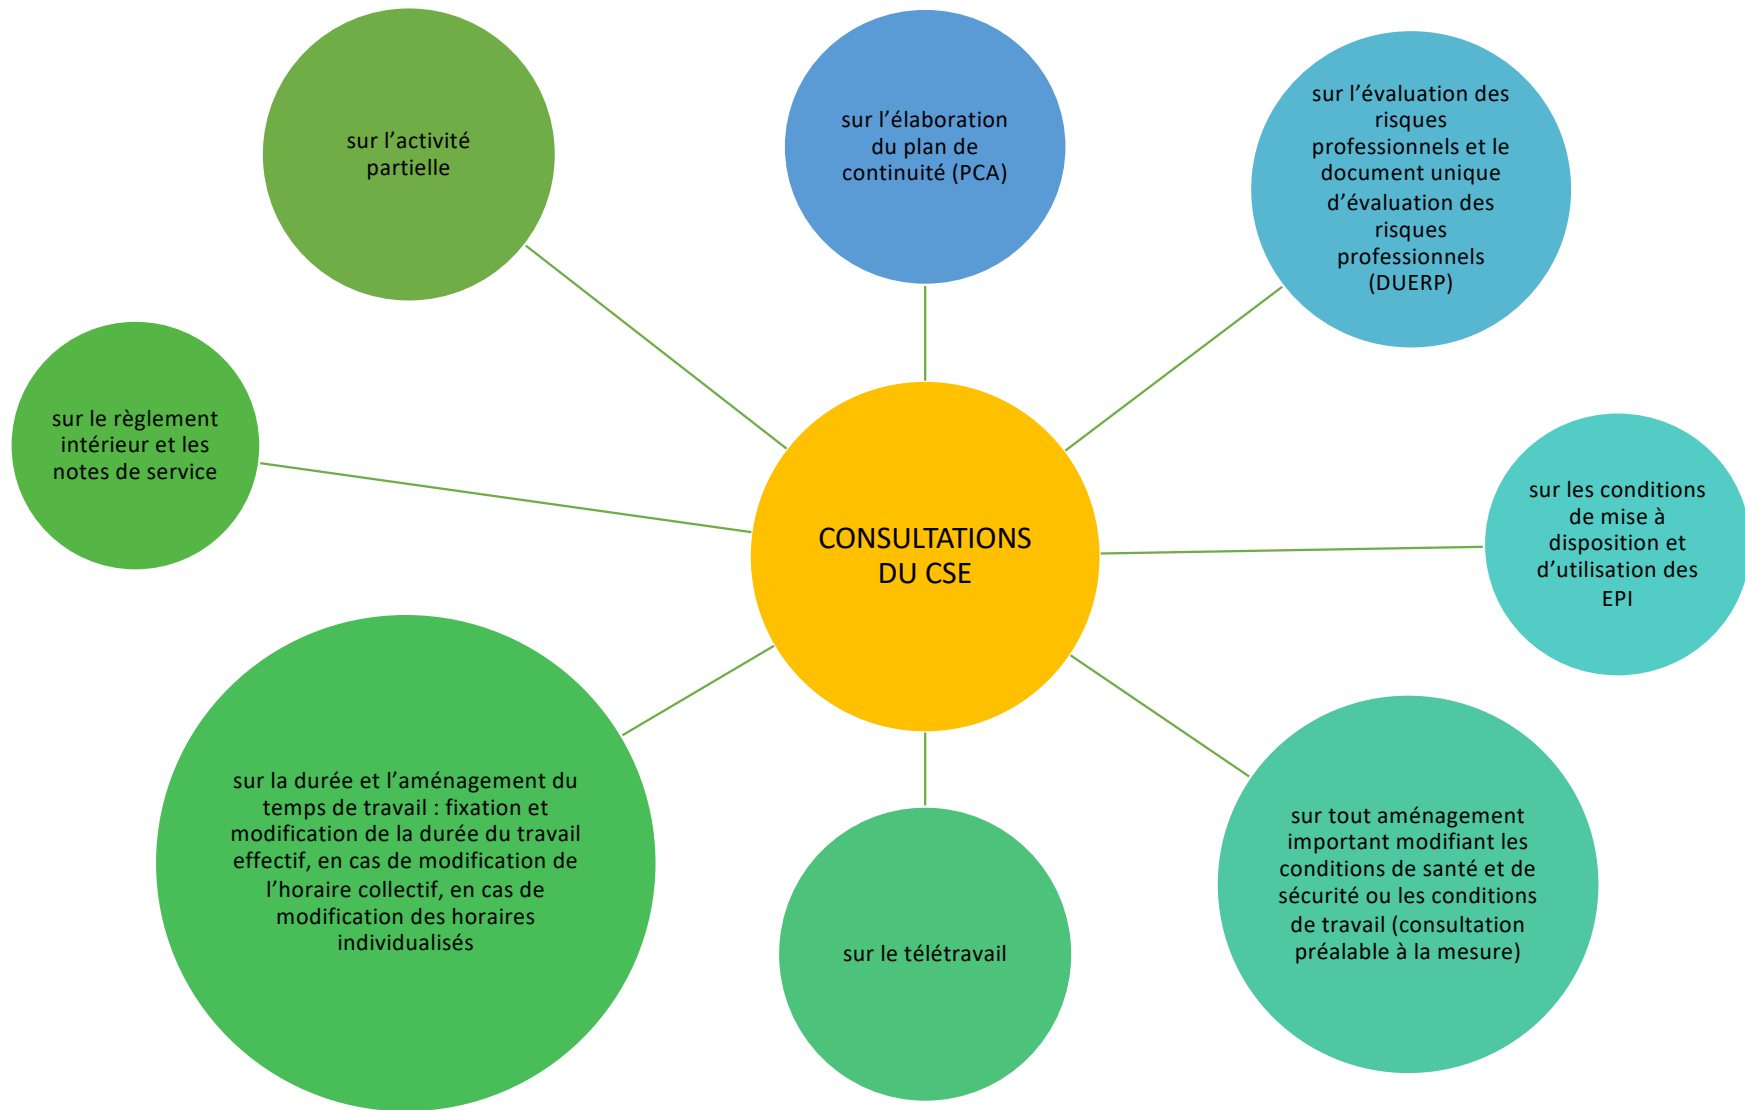 sur l’activité
partielle
sur l’élaboration
du plan de
continuité (PCA)
sur l’évaluation des
risques
professionnels et le
document unique
d’évaluation des
risques
professionnels
(DUERP)
sur le règlement
intérieur et les
notes de service
CONSULTATIONS
DU CSE
sur les conditions
de mise à
disposition et
d’utilisation des
EPI
sur la durée et l’aménagement du
temps de travail : fixation et
modification de la durée du travail
effectif, en cas de modification de
l’horaire collectif, en cas de
modification des horaires
individualisés
sur le télétravail
sur tout aménagement
important modifiant les
conditions de santé et de
sécurité ou les conditions
de travail (consultation
préalable à la mesure)